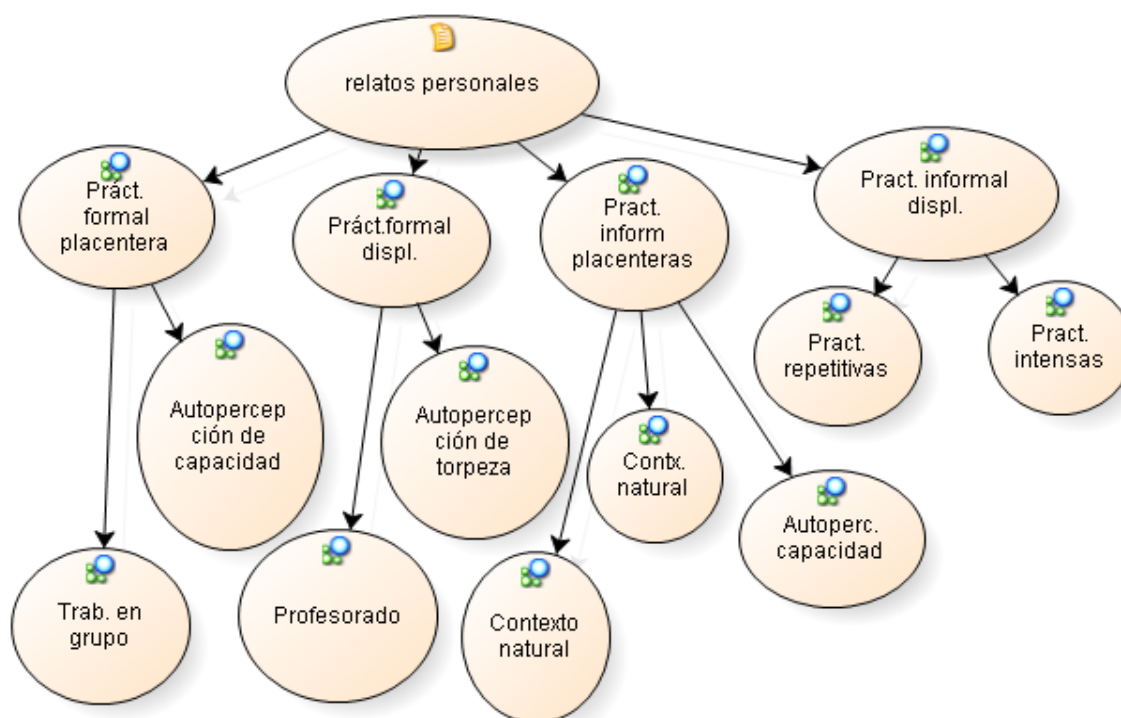 relatos personales
Práct.
formal
placentera
Práct.formal
displ.
Pract.
inform
placenteras
Pract. informal
displ.
Autopercep
ción de
capacidad
Autopercep
ción de
torpeza
Pract.
repetitivas
Pract.
intensas
Contx.
natural
Autoperc.
capacidad
Trab. en
grupo
Profesorado
Contexto
natural